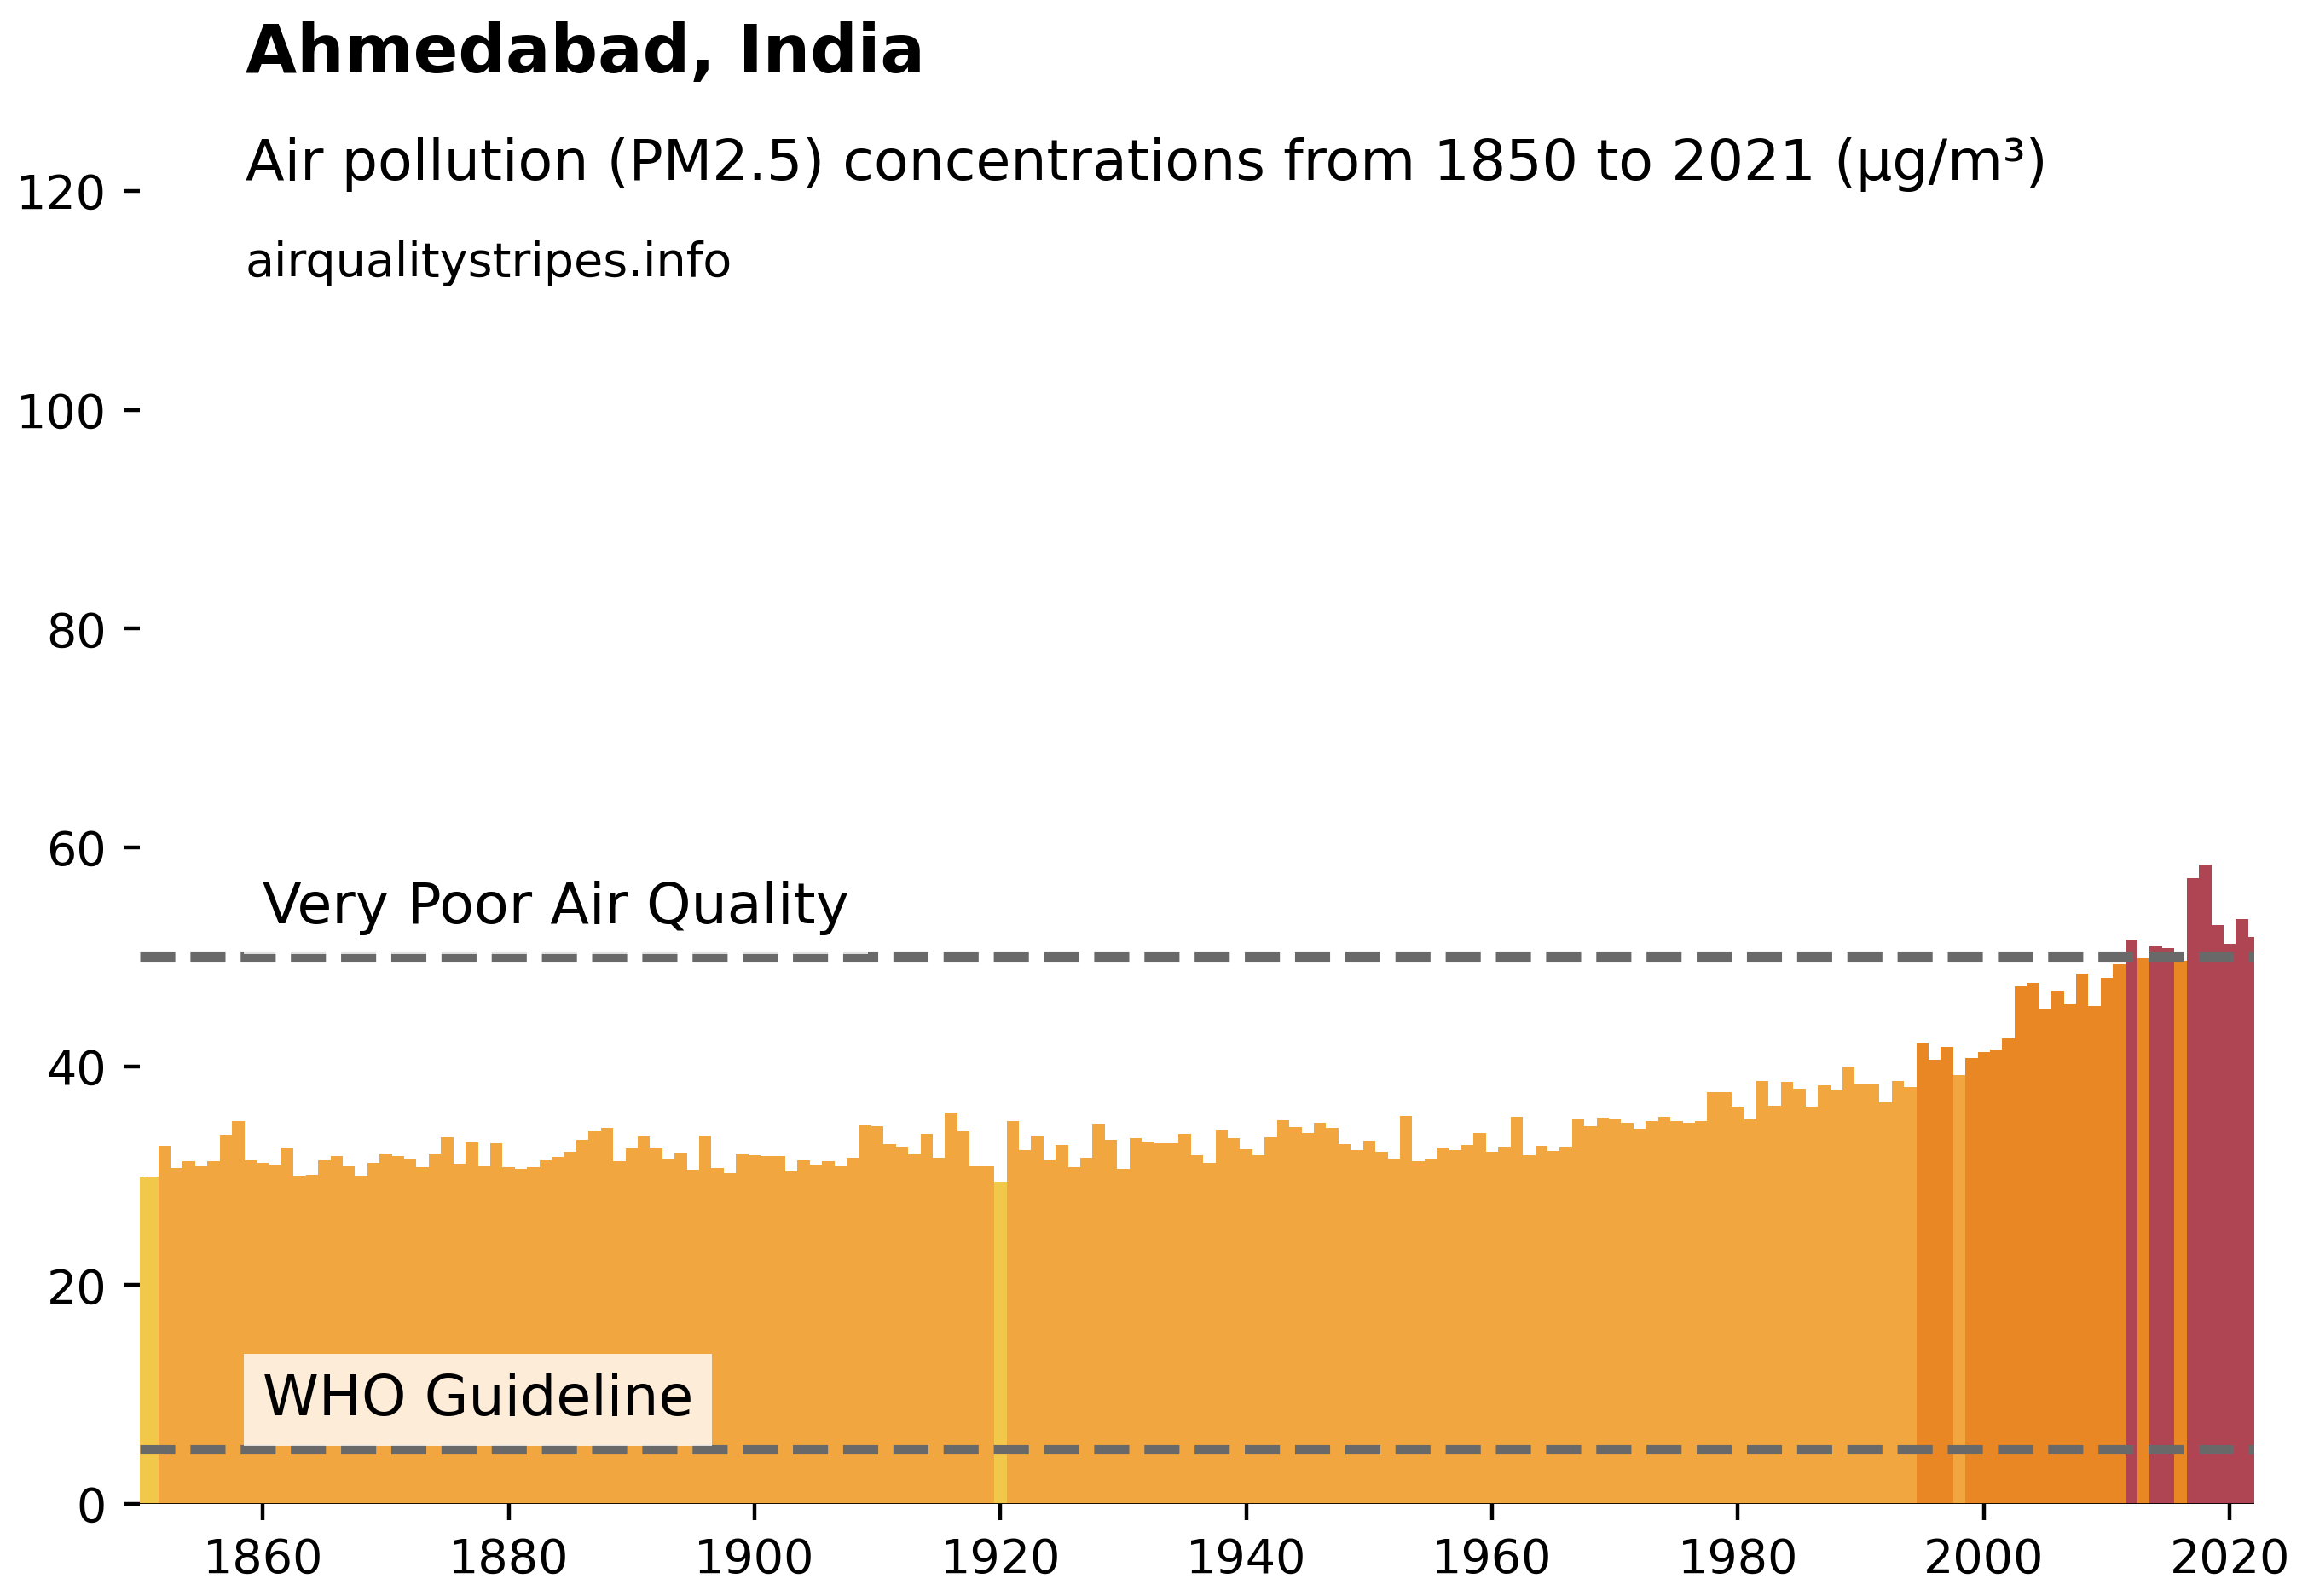 Ahmedabad, India
Air pollution (PM2.5) concentrations from 1850 to 2021 (µg/m³)
airqualitystripes.info
120
100
80
60
Very Poor Air Quality
40
20
WHO Guideline
0
1860 1880 1900 1920 1940 1960 1980 2000 2020